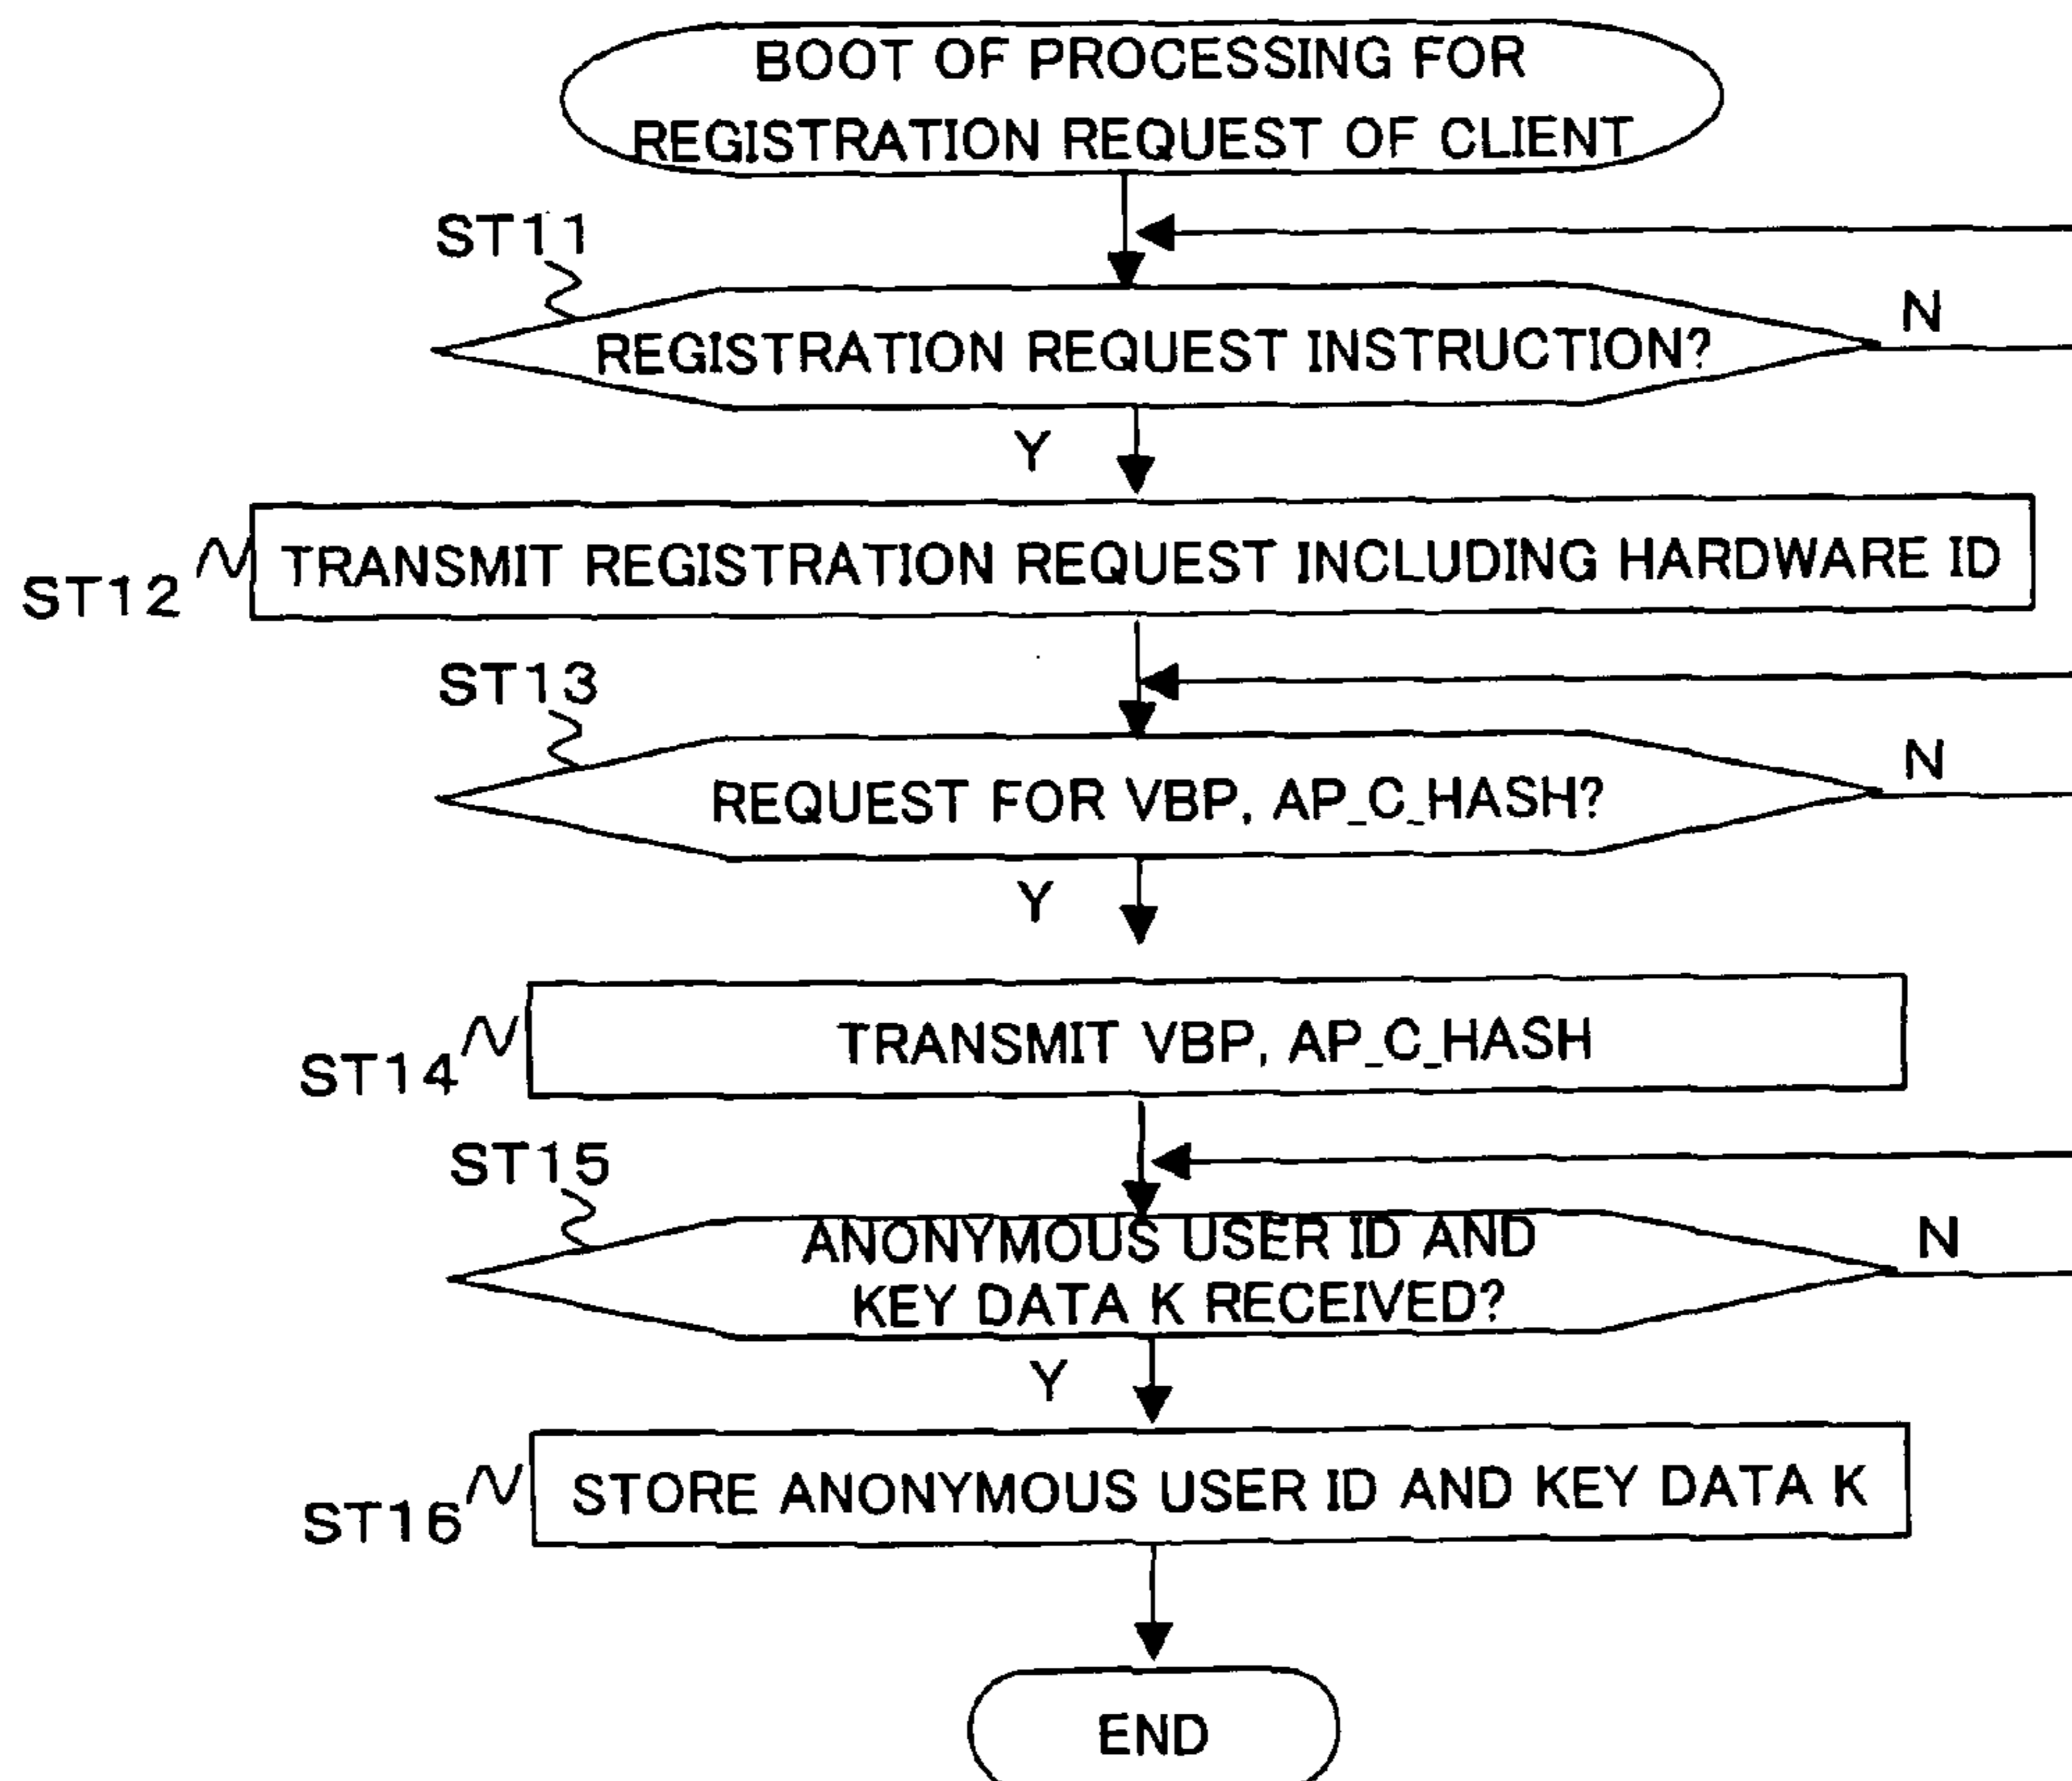 BOOT OF PROCESSING FOR
REGISTRATION REQUEST OF CLIENT
ST11
REGISTRATION REQUEST INSTRUCTION?
N
Y
ST12
TRANSMIT REGISTRATION REQUEST INCLUDING HARDWARE ID
ST13
REQUEST FOR VBP, AP_C_HASH?
N
Y
ST14
TRANSMIT VBP, AP_C_HASH
ST15
ANONYMOUS USER ID AND
KEY DATA K RECEIVED?
N
Y
ST16
STORE ANONYMOUS USER ID AND KEY DATA K
END